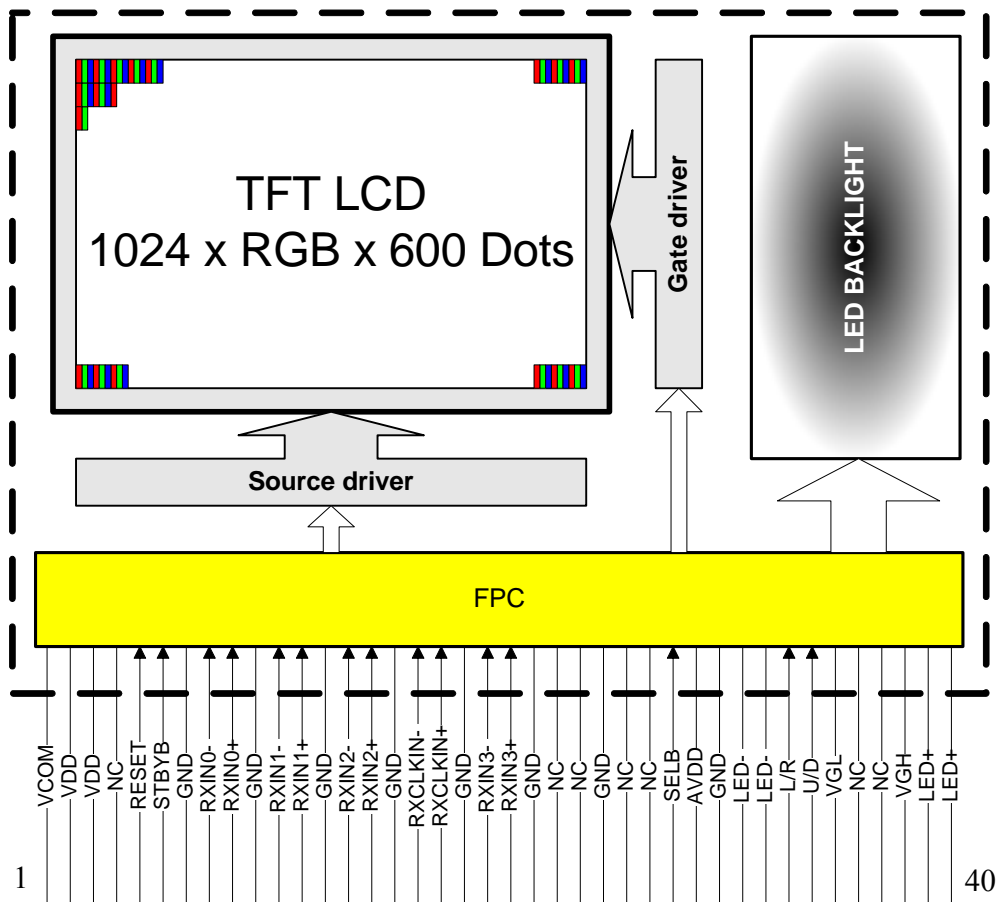 TFT LCD
1024 x RGB x 600 Dots
Gate driver
LED BACKLIGHT
Source driver
FPC
VCOM
VDD
VDD
NC
RESET
STBYB
GND
RXIN0-
RXIN0+
GND
RXIN1-
RXIN1+
GND
RXIN2-
RXIN2+
GND
RXCLKIN-
RXCLKIN+
GND
RXIN3-
RXIN3+
GND
NC
NC
GND
NC
NC
SELB
AVDD
GND
LED-
LED-
L/R
U/D
VGL
NC
NC
VGH
LED+
LED+
1
40